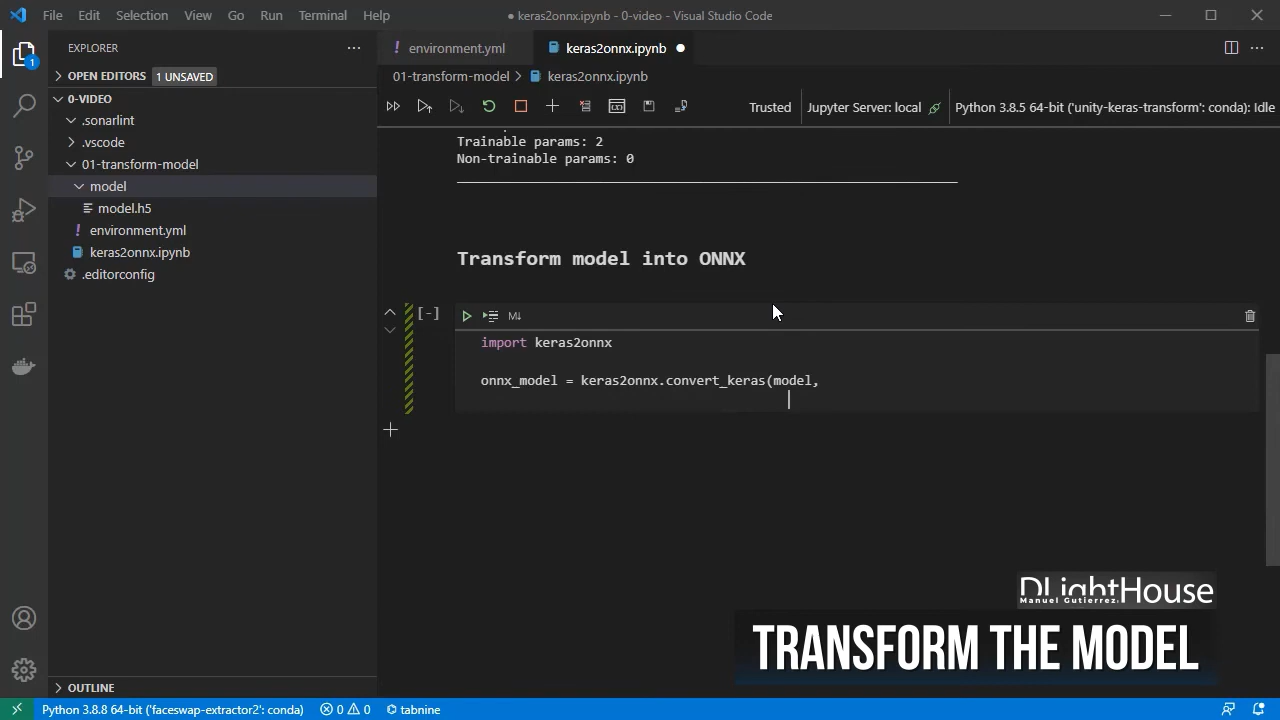 File Edit Selection View Go Run Terminal Help
● keras2onnx.ipynb - 0-video - Visual Studio Code
EXPLORER
OPEN EDITORS 1 UNSAVED
0-VIDEO
.sonarlint
.vscode
01-transform-model
model
model.h5
! environment.yml
keras2onnx.ipynb
.editorconfig
OUTLINE
1
! environment.yml
keras2onnx.ipynb ●
01-transform-model > keras2onnx.ipynb
Trusted
Jupyter Server: local
Python 3.8.5 64-bit ('unity-keras-transform': conda): Idle
Trainable params: 2
Non-trainable params: 0
Transform model into ONNX
[-]
M↓
import keras2onnx
onnx_model = keras2onnx.convert_keras(model,
DLightHouse
Manuel Gutierrez
TRANSFORM THE MODEL
Python 3.8.8 64-bit ('faceswap-extractor2': conda) 0 0 tabnine